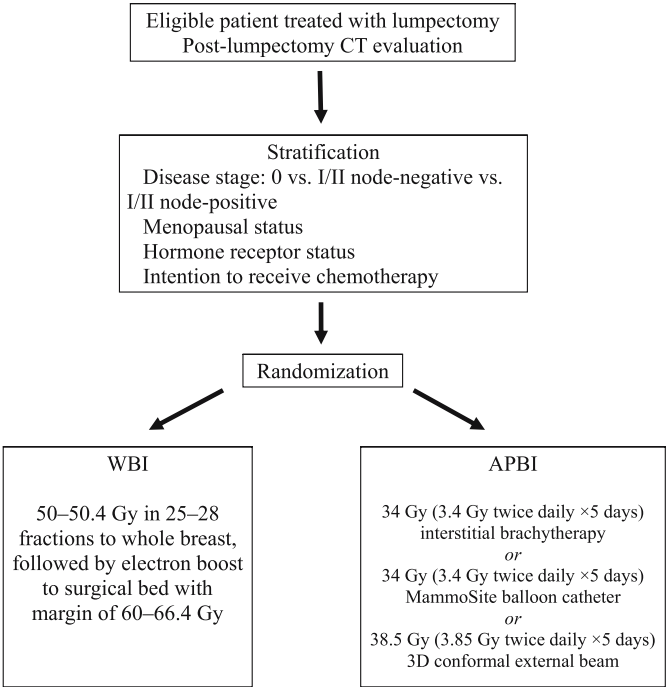 Eligible patient treated with lumpectomy
Post-lumpectomy CT evaluation
Stratification
Disease stage: 0 vs. I/II node-negative vs.
I/II node-positive
Menopausal status
Hormone receptor status
Intention to receive chemotherapy
Randomization
WBI
50–50.4 Gy in 25–28
fractions to whole breast,
followed by electron boost
to surgical bed with
margin of 60–66.4 Gy
APBI
34 Gy (3.4 Gy twice daily ×5 days)
interstitial brachytherapy
or
34 Gy (3.4 Gy twice daily ×5 days)
MammoSite balloon catheter
or
38.5 Gy (3.85 Gy twice daily ×5 days)
3D conformal external beam